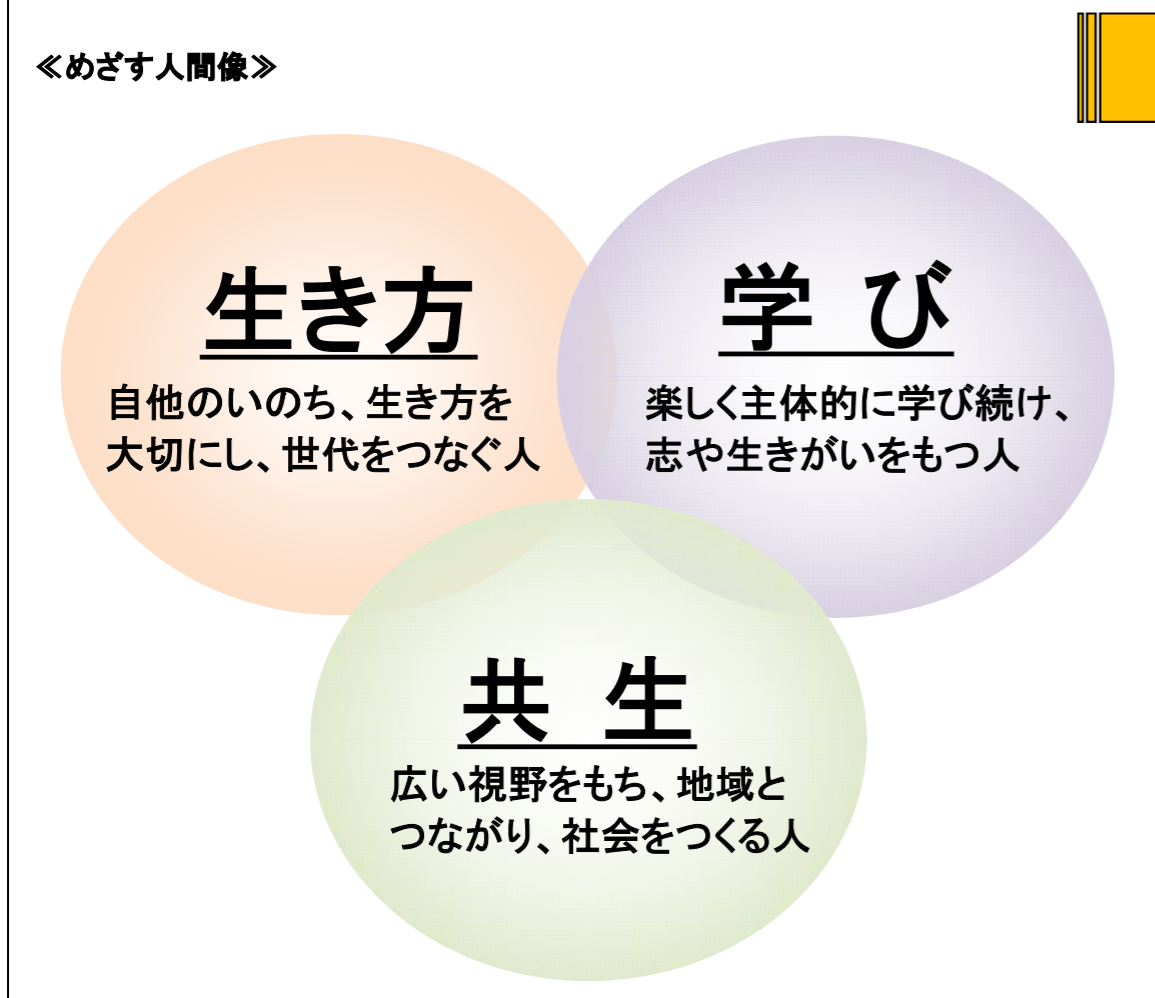 ≪めざす人間像≫
生き方
自他のいのち、生き方を
大切にし、世代をつなぐ人
学 び
楽しく主体的に学び続け、
志や生きがいをもつ人
共 生
広い視野をもち、地域と
つながり、社会をつくる人